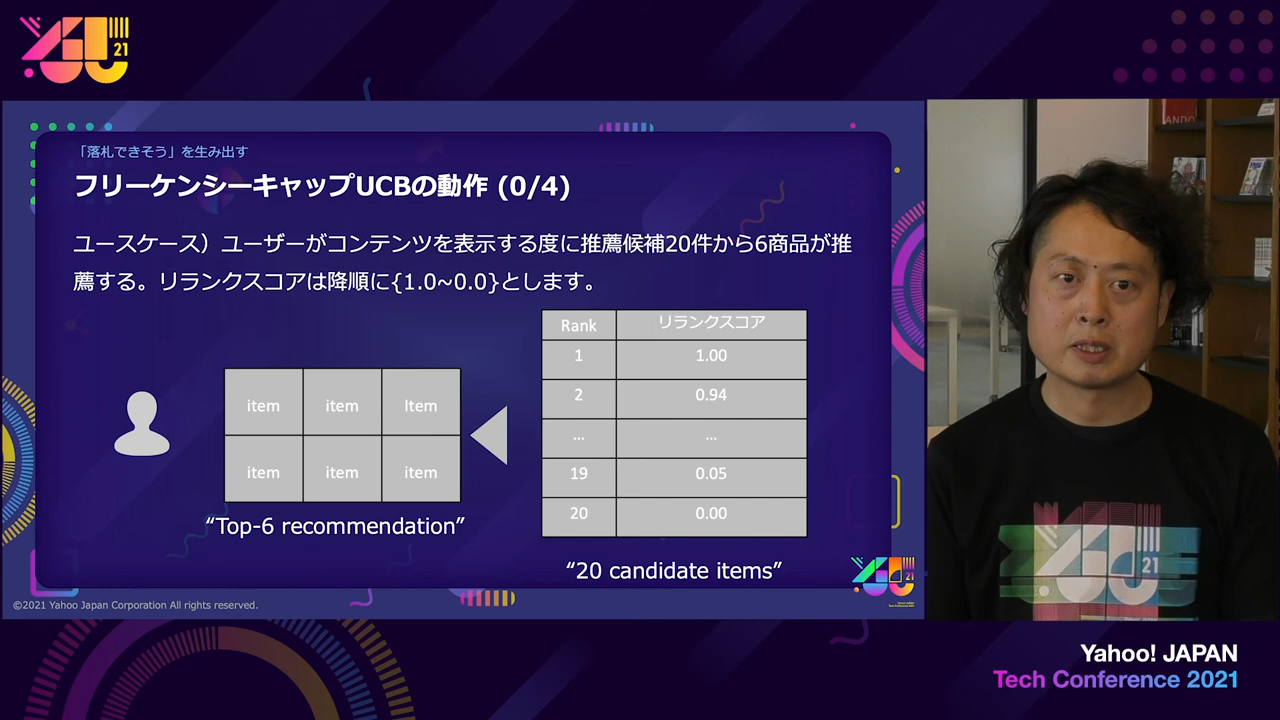 21
「落札できそう」を生み出す
フリーケンシーキャップUCBの動作 (0/4)
ユースケース）ユーザーがコンテンツを表示する度に推薦候補20件から6商品が推
薦する。リランクスコアは降順に{1.0~0.0}とします。
Rank リランクスコア
1 1.00
2 0.94
... ...
19 0.05
20 0.00
item item Item
item item item
“Top-6 recommendation”
“20 candidate items”
21
©2021 Yahoo Japan Corporation All rights reserved.
ANDO
21
Yahoo! JAPAN
Tech Conference 2021